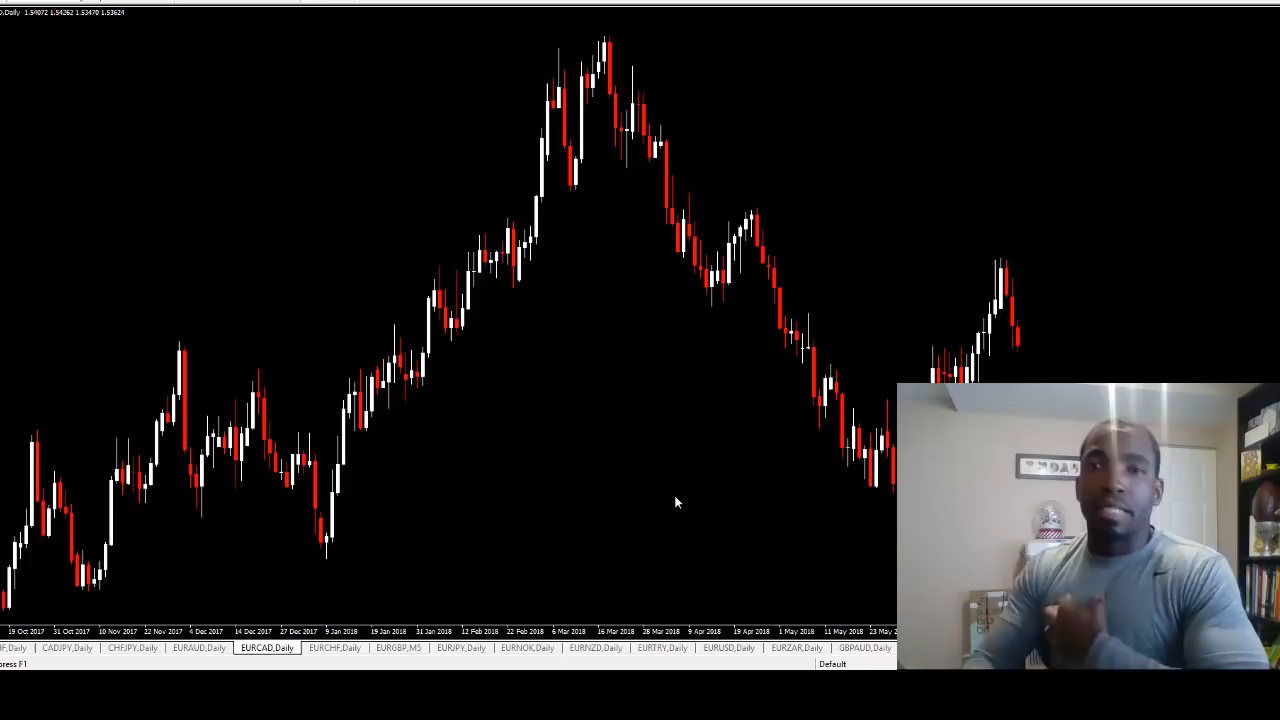 ),Daily 1.54072 1.54262 1.53470 1.53624
19 Oct 2017 31 Oct 2017 10 Nov 2017 22 Nov 2017 4 Dec 2017 14 Dec 2017 27 Dec 2017 9 Jan 2018 19 Jan 2018 31 Jan 2018 12 Feb 2018 22 Feb 2018 6 Mar 2018 16 Mar 2018 28 Mar 2018 9 Apr 2018 19 Apr 2018 1 May 2018 11 May 2018 23 May 2
HF,Daily CADJPY,Daily CHFJPY,Daily EURAUD,Daily EURCAD,Daily EURCHF,Daily EURGBP,M5 EURJPY,Daily EURNOK,Daily EURNZD,Daily EURTRY,Daily EURUSD,Daily EURZAR,Daily GBPAUD,Daily
press F1 Default